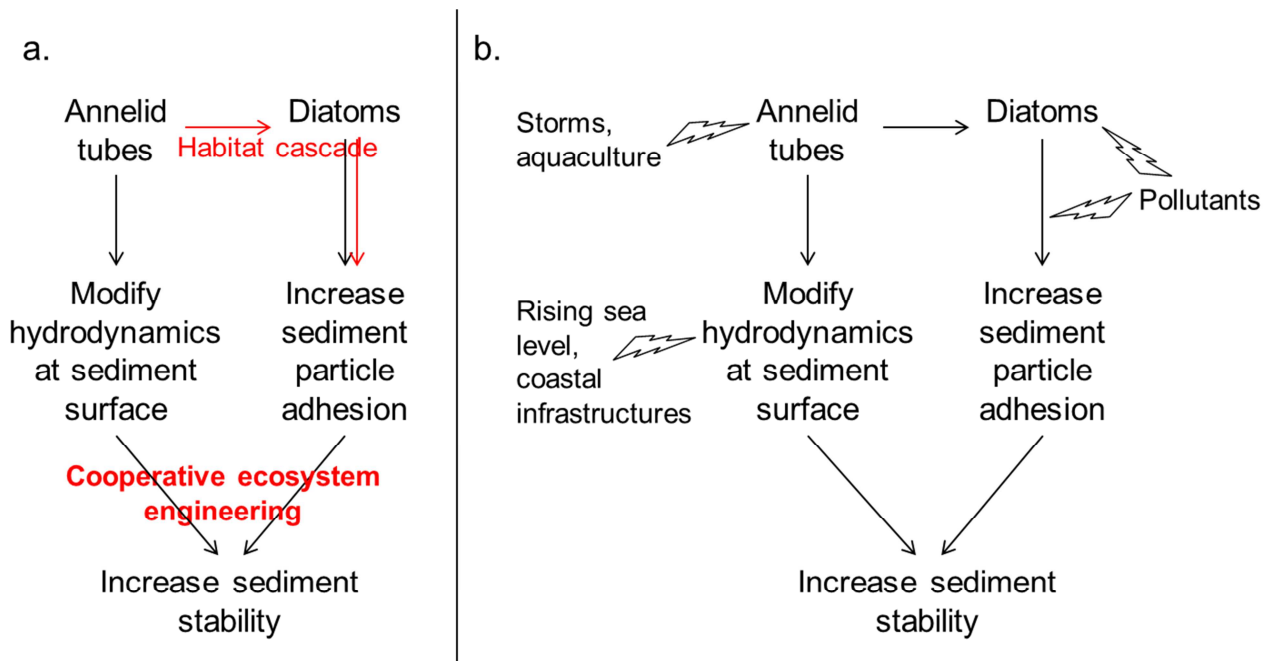 a.
Annelid
tubes
Diatoms
Habitat cascade
Modify
hydrodynamics
at sediment
surface
Increase
sediment
particle
adhesion
Cooperative ecosystem
engineering
Increase sediment
stability
b.
Storms,
aquaculture
Annelid
tubes
Diatoms
Pollutants
Rising sea
level,
coastal
infrastructures
Modify
hydrodynamics
at sediment
surface
Increase
sediment
particle
adhesion
Increase sediment
stability